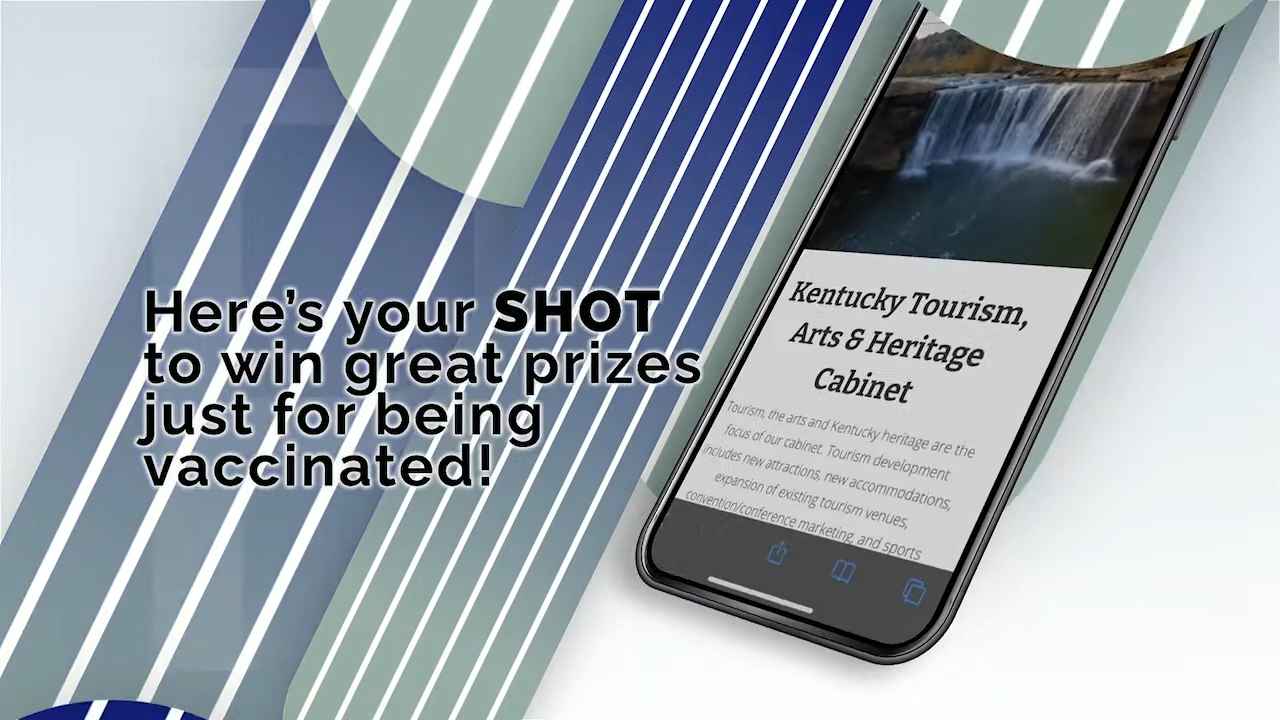 Here's your SHOT
to win great prizes
just for being
vaccinated!
Kentucky Tourism,
Arts & Heritage
Cabinet
Tourism, the arts and Kentucky heritage are the
focus of our cabinet. Tourism development
includes new attractions, new accommodations,
expansion of existing tourism venues,
convention/conference marketing, and sports